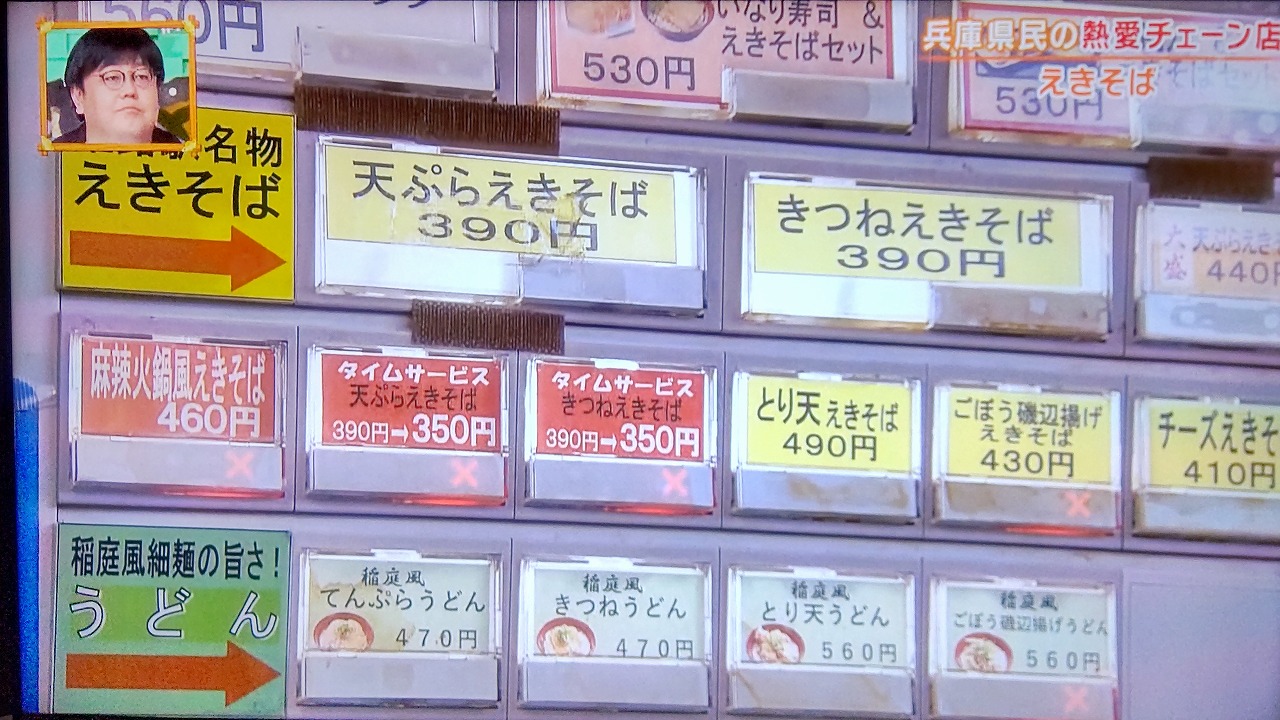 兵庫県民の熱愛チェーン店
えきそば
560円
いなり寿司 &
えきそばセット
530円
530円
名物
えきそば
天ぷらえきそば
390円
きつねえきそば
390円
大盛 天ぷらえき
440円
麻辣火鍋風えきそば
460円
タイムサービス
天ぷらえきそば
390円→350円
タイムサービス
きつねえきそば
390円→350円
とり天えきそば
490円
ごぼう磯辺揚げ
えきそば
430円
チーズえきそ
410円
稲庭風細麺の旨さ!
うどん
稲庭風
てんぷらうどん
470円
稲庭風
きつねうどん
470円
稲庭風
とり天うどん
560円
稲庭風
ごぼう磯辺揚げうどん
560円